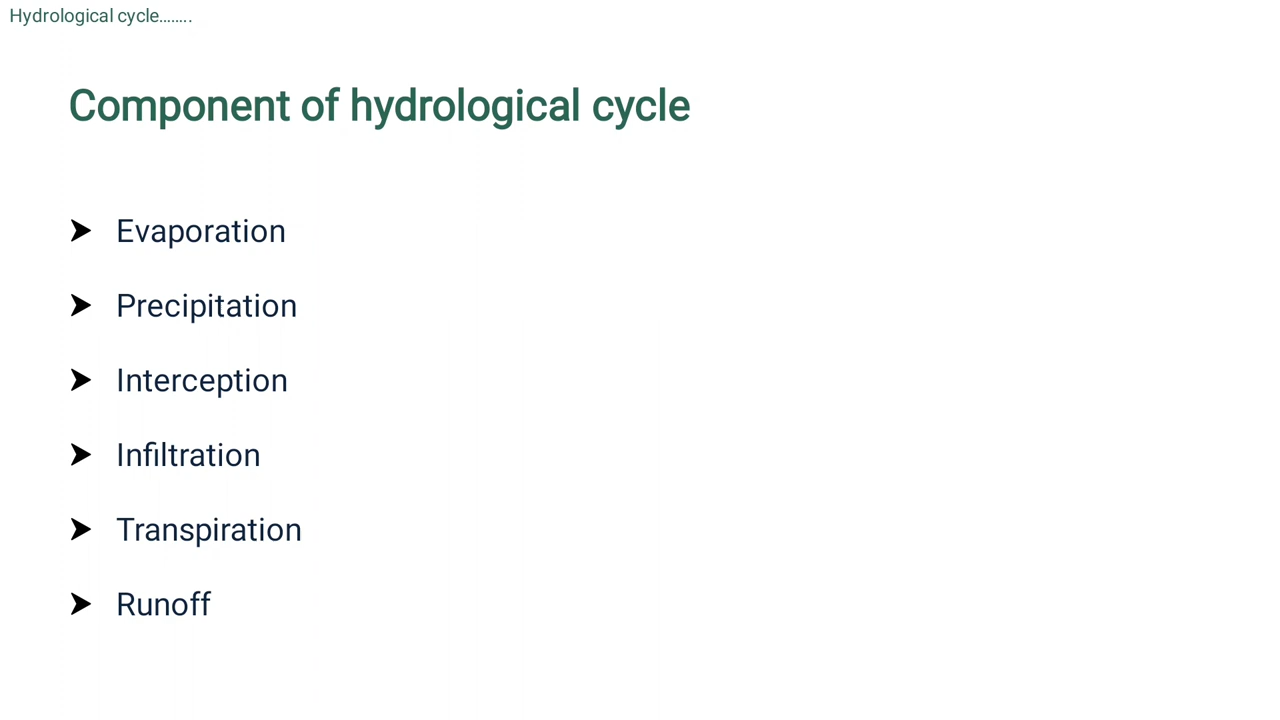 Hydrological cycle........
Component of hydrological cycle
➤ Evaporation
➤ Precipitation
➤ Interception
➤ Infiltration
➤ Transpiration
➤ Runoff